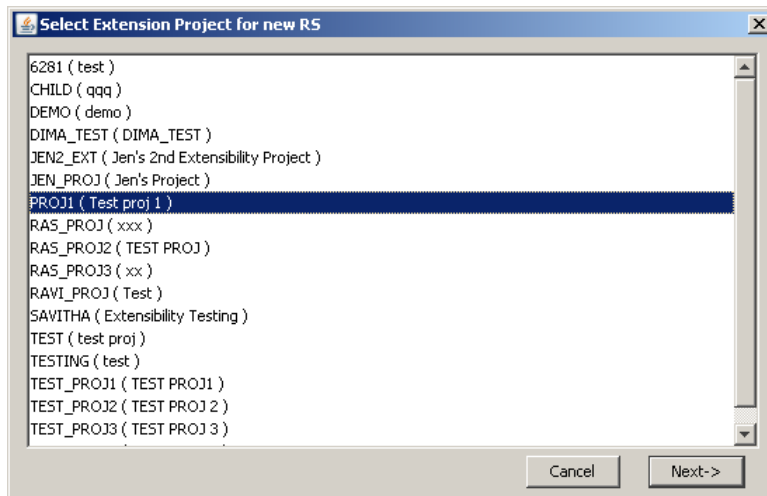 Select Extension Project for new RS
6281 ( test )
CHILD ( qqq )
DEMO ( demo )
DIMA_TEST ( DIMA_TEST )
JEN2_EXT ( Jen's 2nd Extensibility Project )
JEN_PROJ ( Jen's Project )
PROJ1 ( Test proj 1 )
RAS_PROJ ( xxx )
RAS_PROJ2 ( TEST PROJ )
RAS_PROJ3 ( xx )
RAVI_PROJ ( Test )
SAVITHA ( Extensibility Testing )
TEST ( test proj )
TESTING ( test )
TEST_PROJ1 ( TEST PROJ1 )
TEST_PROJ2 ( TEST PROJ 2 )
TEST_PROJ3 ( TEST PROJ 3 )
Cancel Next->